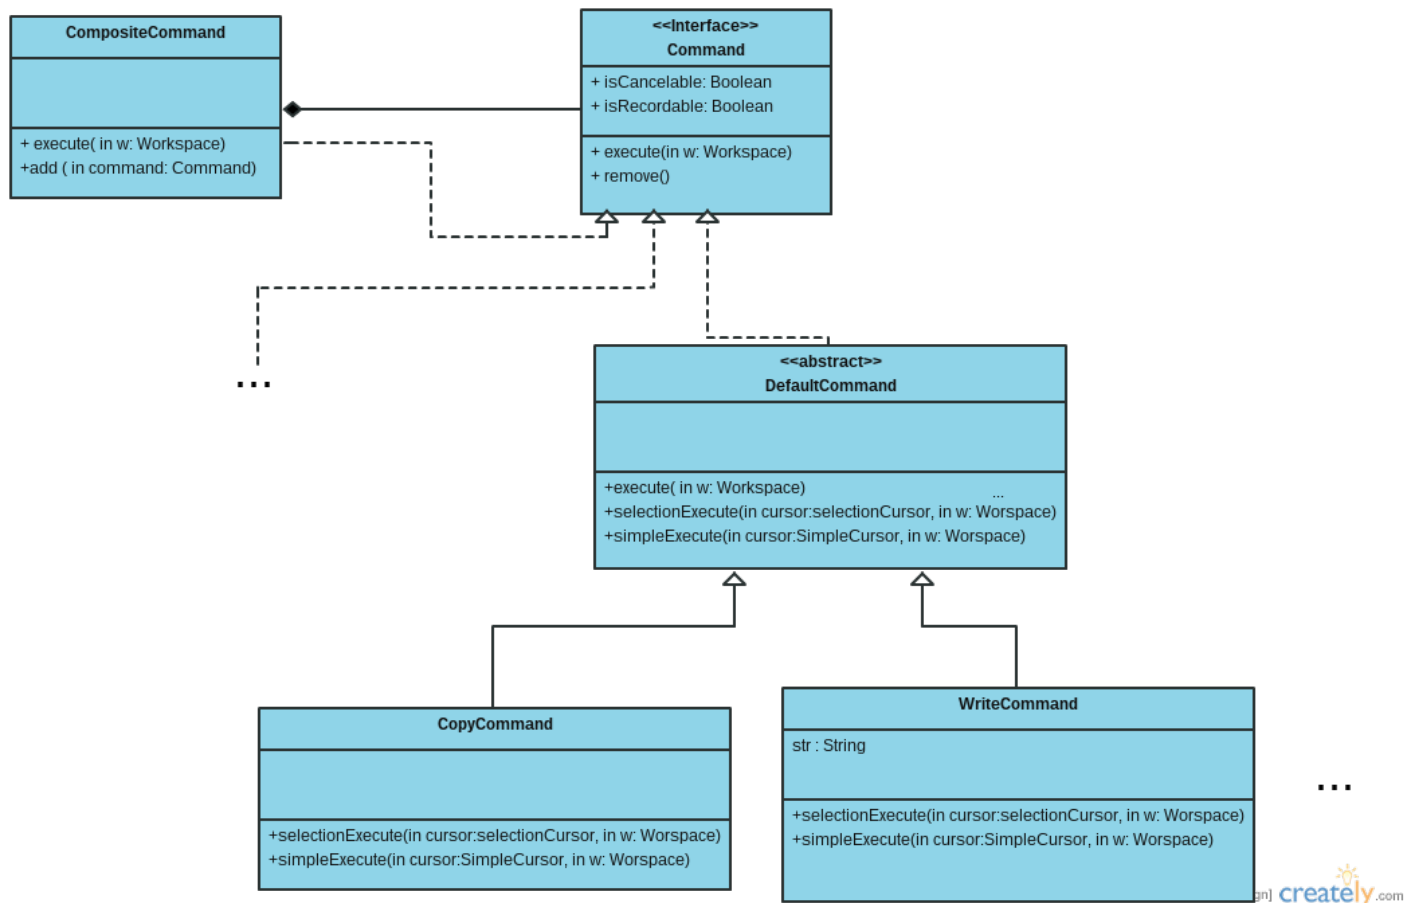 CompositeCommand
+ execute( in w: Workspace)
+add ( in command: Command)
<<Interface>>
Command
+ isCancelable: Boolean
+ isRecordable: Boolean
+ execute(in w: Workspace)
+ remove()
...
<<abstract>>
DefaultCommand
+execute( in w: Workspace)
...
+selectionExecute(in cursor:selectionCursor, in w: Worspace)
+simpleExecute(in cursor:SimpleCursor, in w: Worspace)
CopyCommand
+selectionExecute(in cursor:selectionCursor, in w: Worspace)
+simpleExecute(in cursor:SimpleCursor, in w: Worspace)
WriteCommand
str : String
+selectionExecute(in cursor:selectionCursor, in w: Worspace)
+simpleExecute(in cursor:SimpleCursor, in w: Worspace)
...
gn] creately.com